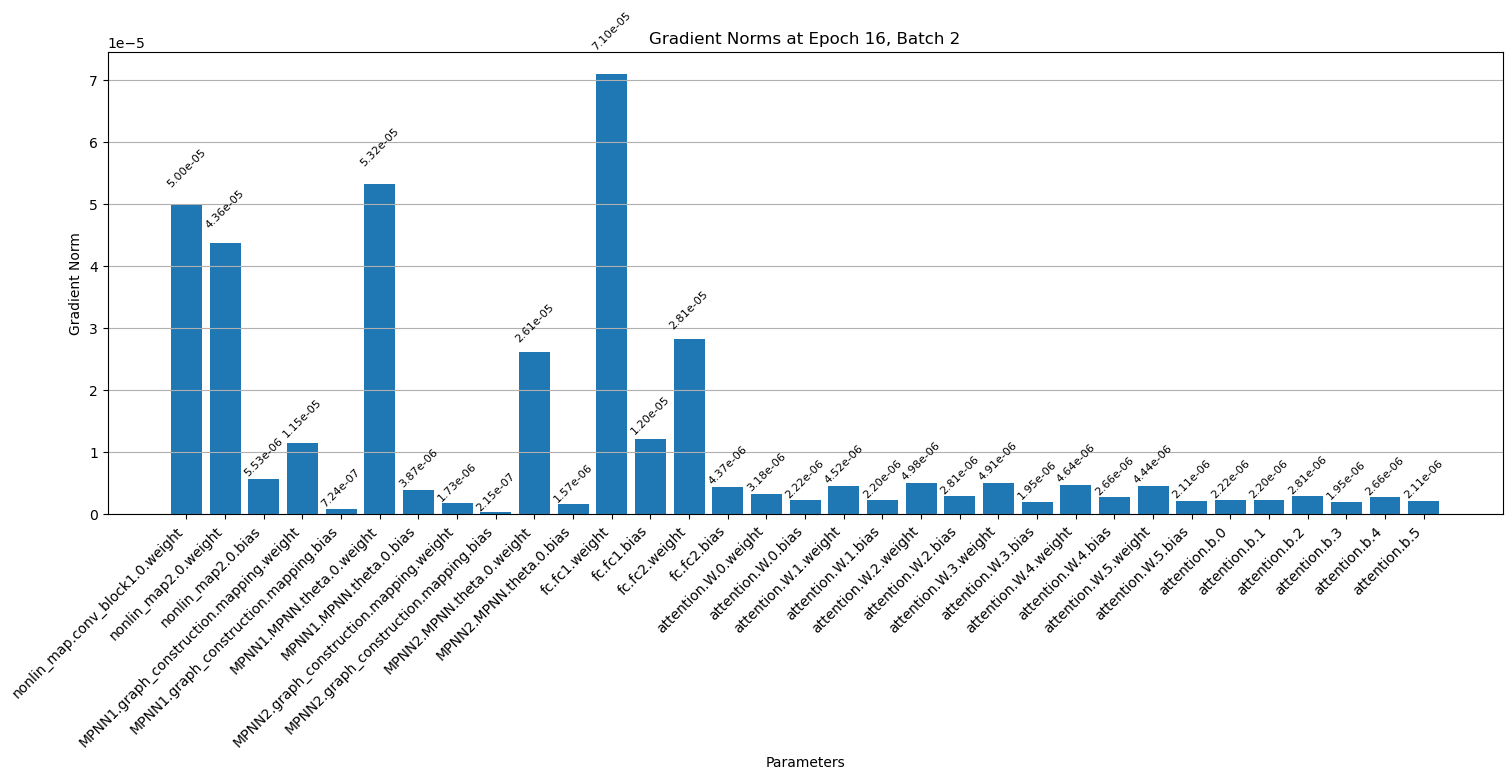 Gradient Norms at Epoch 16, Batch 2
1e−5
Gradient Norm
7
6
5
4
3
2
1
0
5.00e-05
4.36e-05
5.53e-06
1.15e-05
7.24e-07
5.32e-05
3.87e-06
1.73e-06
2.15e-07
2.61e-05
1.57e-06
7.10e-05
1.20e-05
2.81e-05
4.37e-06
3.18e-06
2.22e-06
4.52e-06
2.20e-06
4.98e-06
2.81e-06
4.91e-06
1.95e-06
4.64e-06
2.66e-06
4.44e-06
2.11e-06
2.22e-06
2.20e-06
2.81e-06
1.95e-06
2.66e-06
2.11e-06
nonlin_map.conv_block1.0.weight
nonlin_map2.0.weight
nonlin_map2.0.bias
MPNN1.graph_construction.mapping.weight
MPNN1.graph_construction.mapping.bias
MPNN1.MPNN.theta.0.weight
MPNN1.MPNN.theta.0.bias
MPNN2.graph_construction.mapping.weight
MPNN2.graph_construction.mapping.bias
MPNN2.MPNN.theta.0.weight
MPNN2.MPNN.theta.0.bias
fc.fc1.weight
fc.fc1.bias
fc.fc2.weight
fc.fc2.bias
attention.W.0.weight
attention.W.0.bias
attention.W.1.weight
attention.W.1.bias
attention.W.2.weight
attention.W.2.bias
attention.W.3.weight
attention.W.3.bias
attention.W.4.weight
attention.W.4.bias
attention.W.5.weight
attention.W.5.bias
attention.b.0
attention.b.1
attention.b.2
attention.b.3
attention.b.4
attention.b.5
Parameters